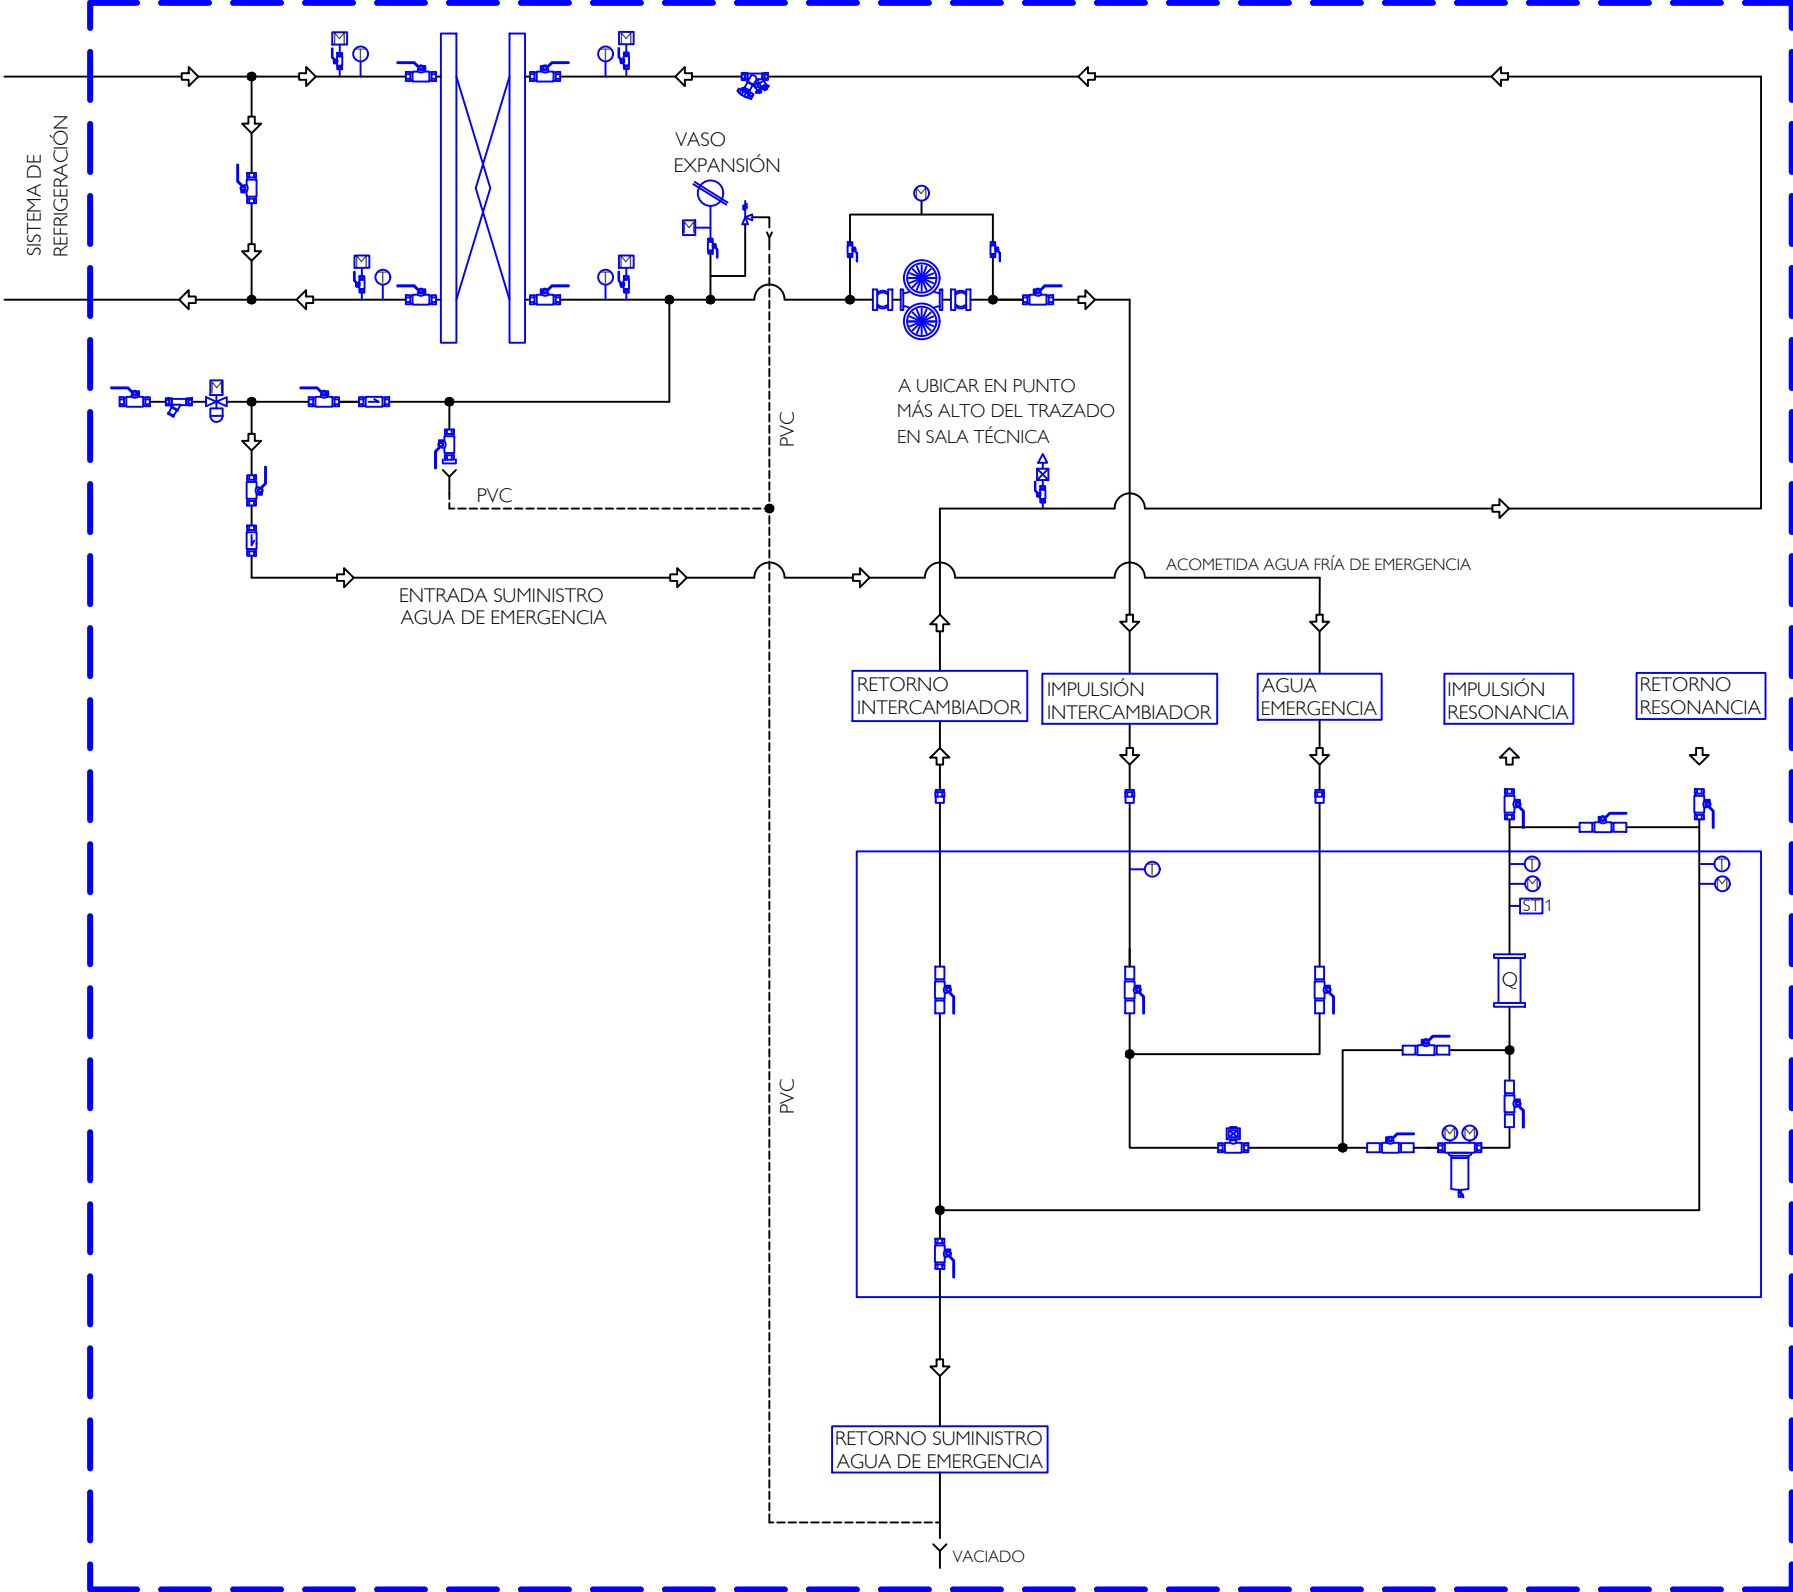 SISTEMA DE
REFRIGERACIÓN
M
T
T
M
M
T
T
M
VASO
EXPANSIÓN
M
M
M
A UBICAR EN PUNTO
MÁS ALTO DEL TRAZADO
EN SALA TÉCNICA
PVC
PVC
ENTRADA SUMINISTRO
AGUA DE EMERGENCIA
ACOMETIDA AGUA FRÍA DE EMERGENCIA
RETORNO
INTERCAMBIADOR
IMPULSIÓN
INTERCAMBIADOR
AGUA
EMERGENCIA
IMPULSIÓN
RESONANCIA
RETORNO
RESONANCIA
T
T
M
ST1
T
M
Q
PVC
M M
RETORNO SUMINISTRO
AGUA DE EMERGENCIA
VACIADO